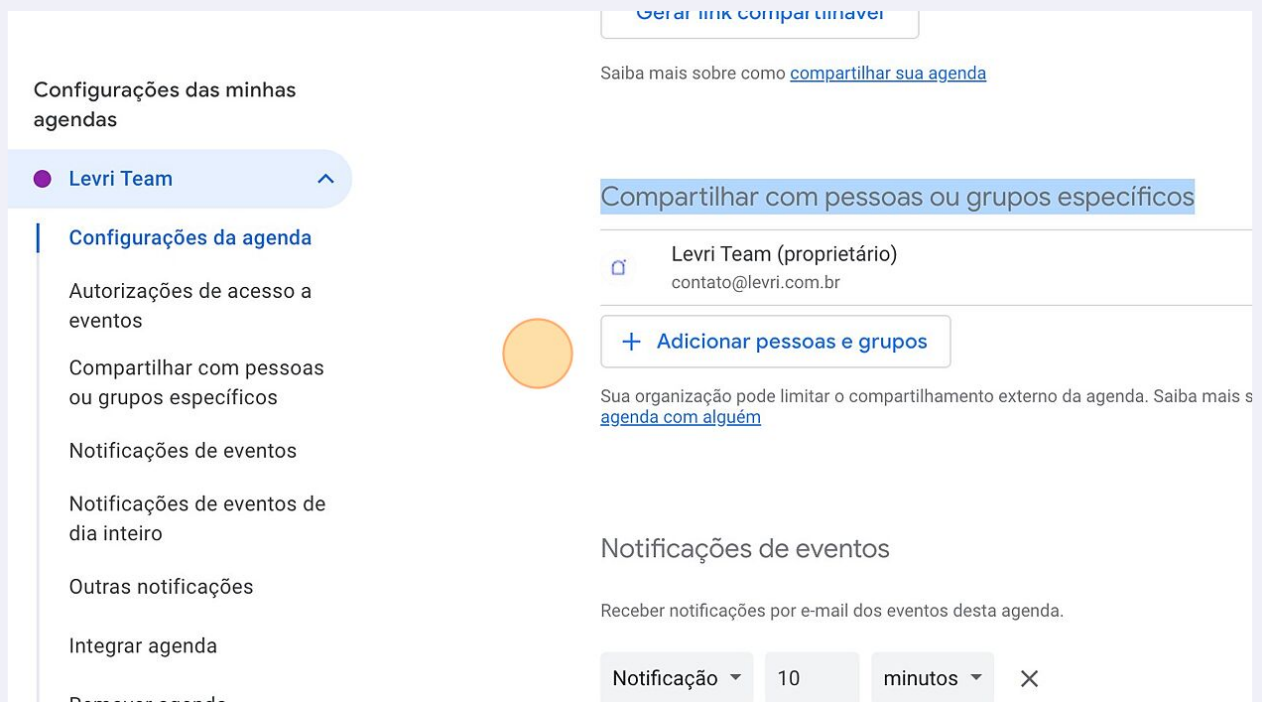 Gerar link compartilhável
Saiba mais sobre como compartilhar sua agenda
Configurações das minhas
agendas
Levri Team
Configurações da agenda
Autorizações de acesso a
eventos
Compartilhar com pessoas
ou grupos específicos
Notificações de eventos
Notificações de eventos de
dia inteiro
Outras notificações
Integrar agenda
Remover agenda
Compartilhar com pessoas ou grupos específicos
Levri Team (proprietário)
contato@levri.com.br
+ Adicionar pessoas e grupos
Sua organização pode limitar o compartilhamento externo da agenda. Saiba mais s
agenda com alguém
Notificações de eventos
Receber notificações por e-mail dos eventos desta agenda.
Notificação 10 minutos